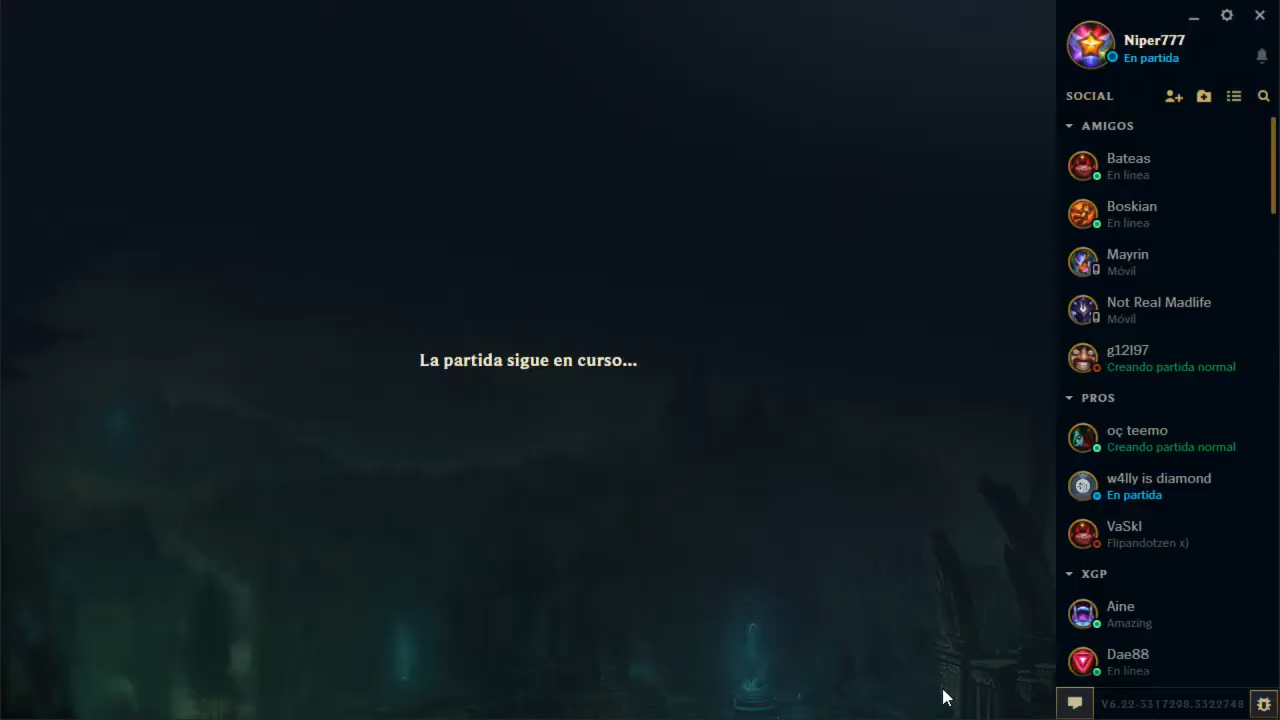 Niper777
En partida
SOCIAL
AMIGOS
Bateas
En línea
Boskian
En línea
Mayrin
Móvil
Not Real Madlife
Móvil
g12l97
Creando partida normal
La partida sigue en curso...
PROS
oç teemo
Creando partida normal
w4lly is diamond
En partida
VaSkl
Flipandotzen x)
XGP
Aine
Amazing
Dae88
En línea
V6.22-3317298.3322748